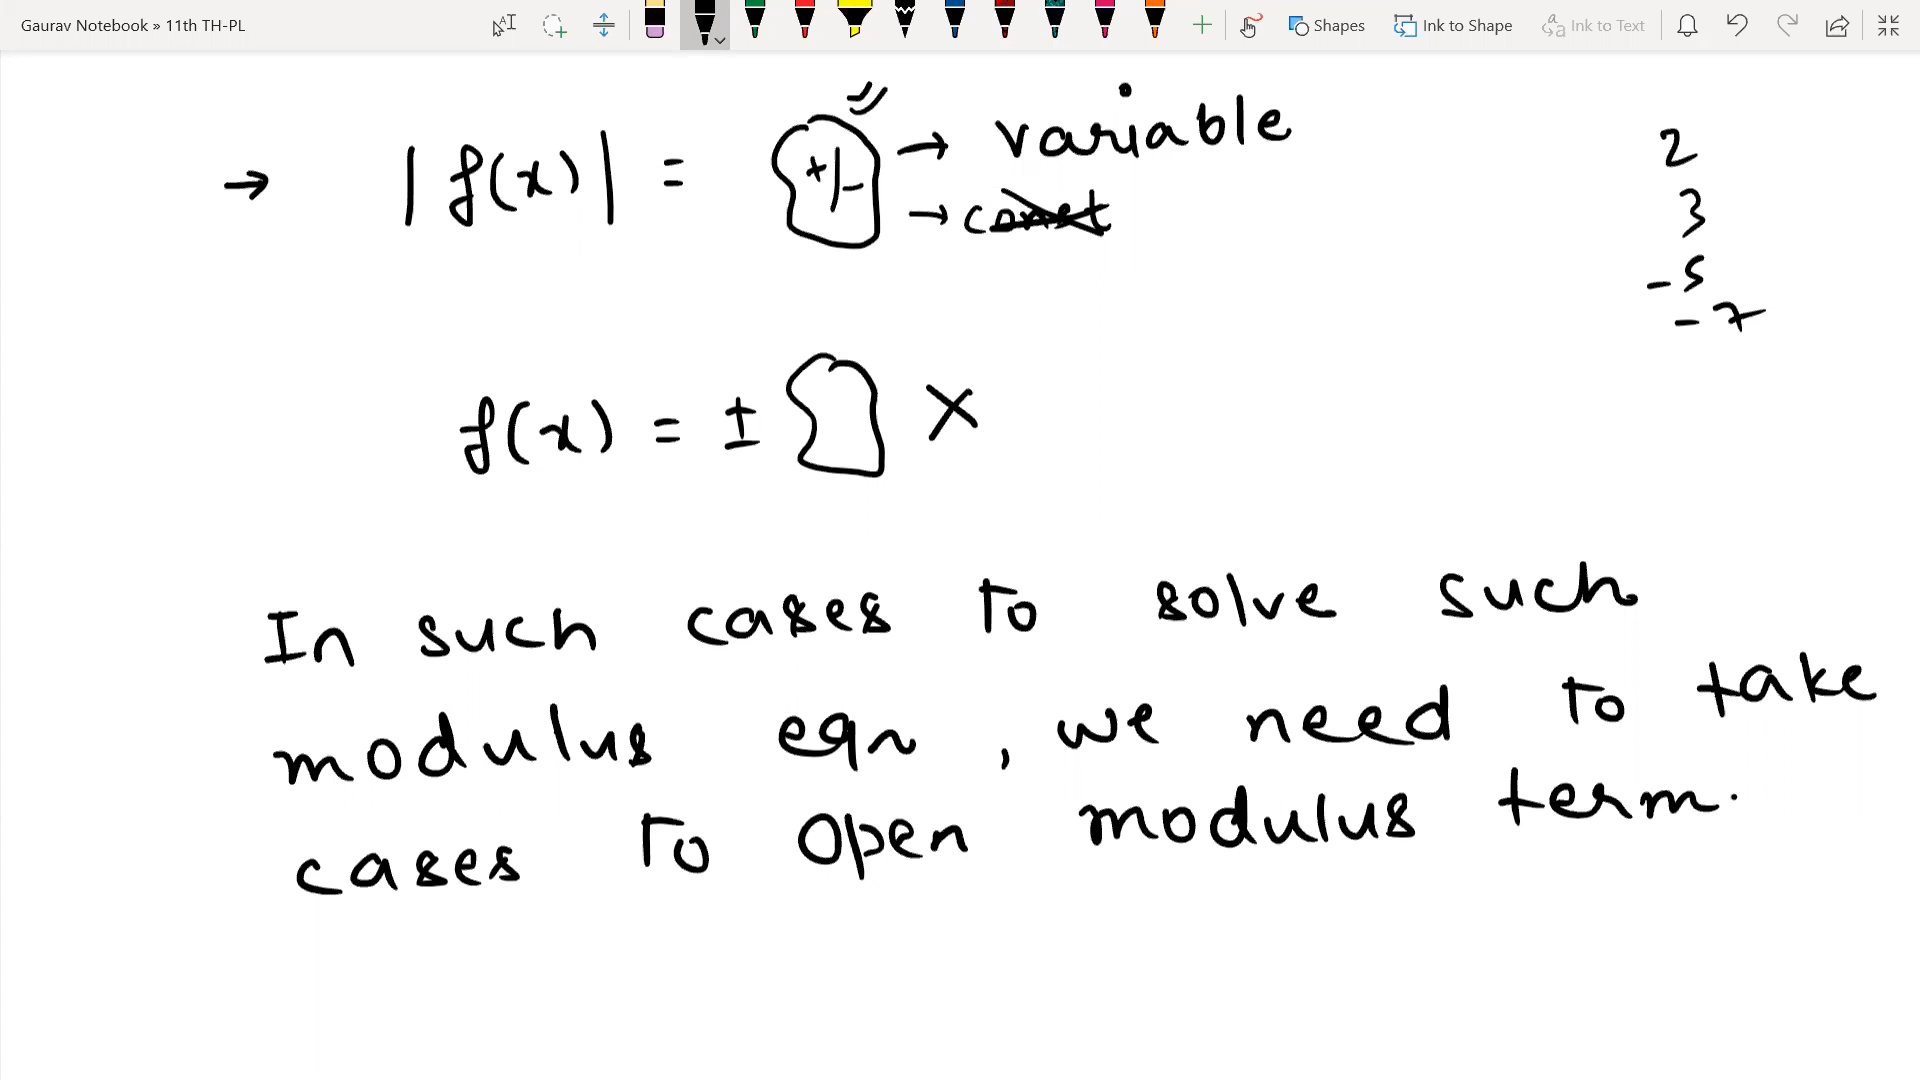 Gaurav Notebook » 11th TH-PL
Shapes
Ink to Shape
Ink to Text
→ |f(x)| = +/- → variable
→ const
2
3
-5
-7
f(x) = ± X
In such cases to solve such
modulus eqn, we need to take
cases to open modulus term.